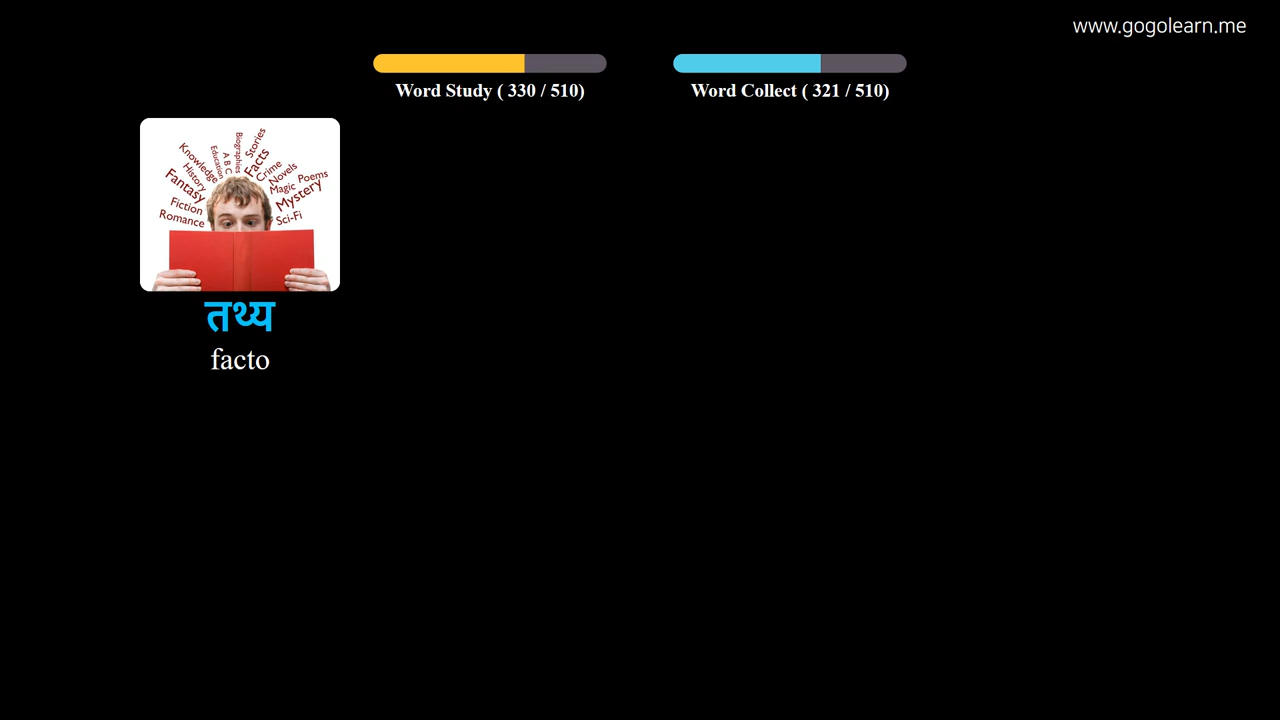 www.gogolearn.me
Word Study ( 330 / 510)
Word Collect ( 321 / 510)
Stories
Biographies
Facts
A B C
Education
Crime
Knowledge
Novels
History
Magic
Poems
Fantasy
Mystery
Fiction
Sci-Fi
Romance
तथ्य
facto